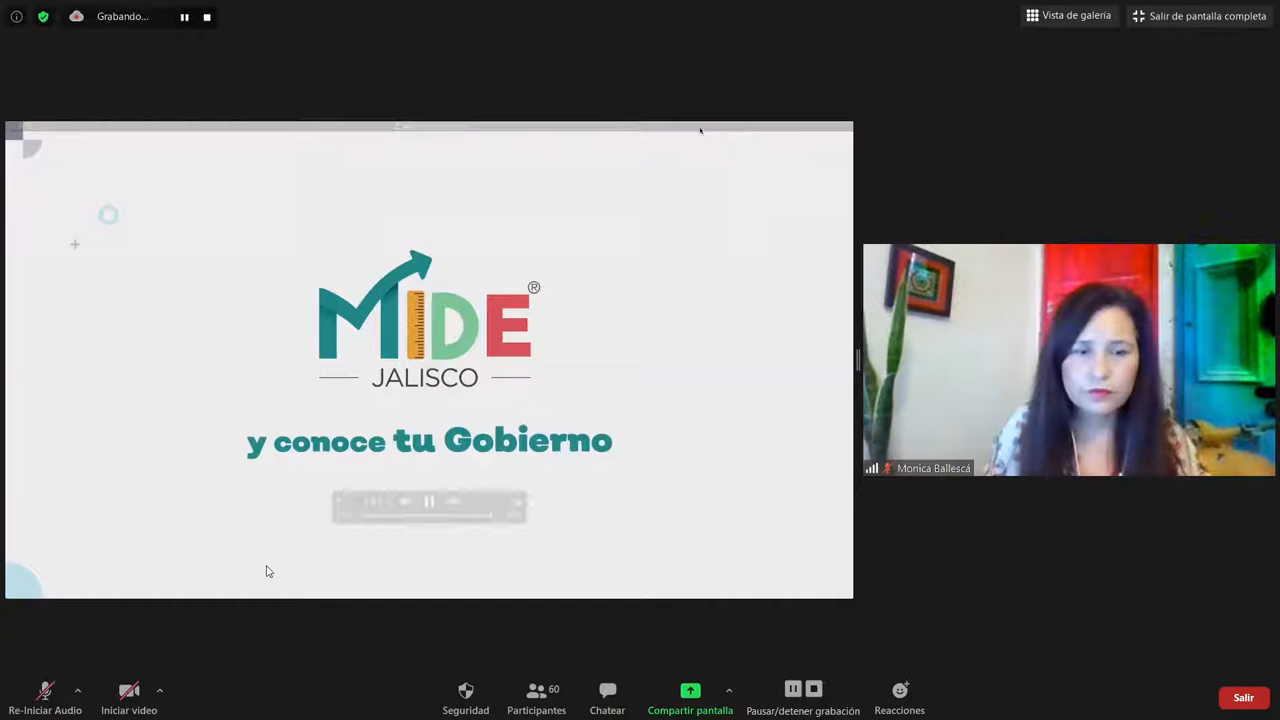 Grabando...
Vista de galería
Salir de pantalla completa
MIDE ®
JALISCO
y conoce tu Gobierno
Monica Ballescá
Re-Iniciar Audio
Iniciar video
Seguridad
60
Participantes
Chatear
Compartir pantalla
Pausar/detener grabación
Reacciones
Salir